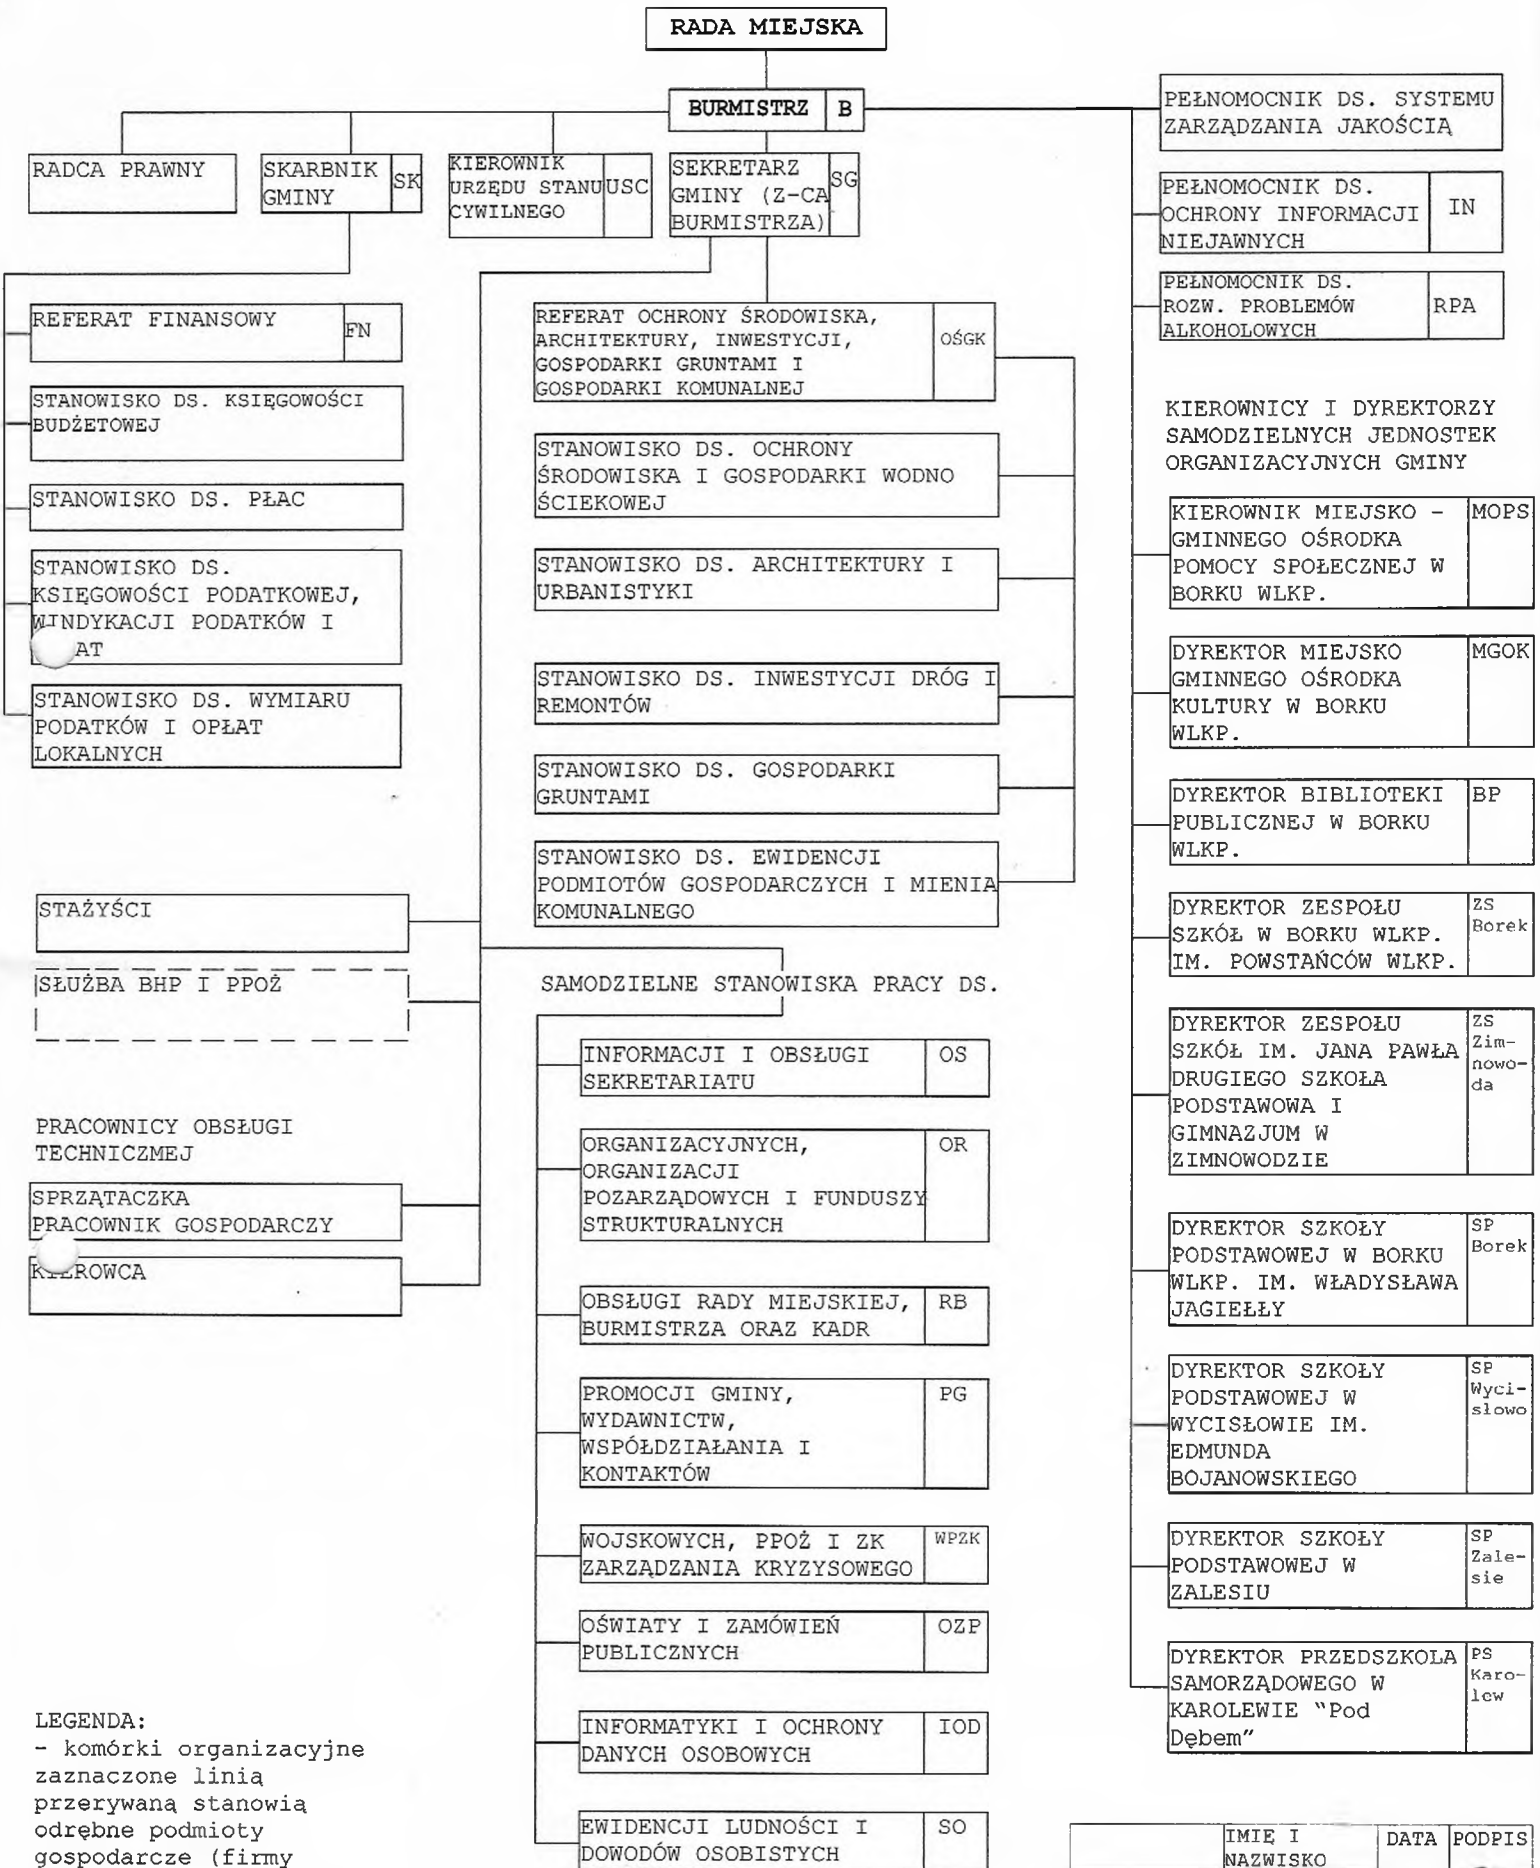 RADA MIEJSKA
BURMISTRZ B
RADCA PRAWNY
SKARBNIK
GMINY
SK
KIEROWNIK
URZĘDU STANU
CYWILNEGO
USC
SEKRETARZ
GMINY (Z-CA
BURMISTRZA)
SG
REFERAT FINANSOWY
FN
STANOWISKO DS. KSIĘGOWOŚCI
BUDŻETOWEJ
STANOWISKO DS. PŁAC
STANOWISKO DS.
KSIĘGOWOŚCI PODATKOWEJ,
WINDYKACJI PODATKÓW I
AT
STANOWISKO DS. WYMIARU
PODATKÓW I OPŁAT
LOKALNYCH
STAŻYŚCI
SŁUŻBA BHP I PPOŻ
PRACOWNICY OBSŁUGI
TECHNICZMEJ
SPRZĄTACZKA
PRACOWNIK GOSPODARCZY
KIEROWCA
LEGENDA:
- komórki organizacyjne
zaznaczone linią
przerywaną stanowią
odrębne podmioty
gospodarcze (firmy
REFERAT OCHRONY ŚRODOWISKA,
ARCHITEKTURY, INWESTYCJI,
GOSPODARKI GRUNTAMI I
GOSPODARKI KOMUNALNEJ
OŚGK
STANOWISKO DS. OCHRONY
ŚRODOWISKA I GOSPODARKI WODNO
ŚCIEKOWEJ
STANOWISKO DS. ARCHITEKTURY I
URBANISTYKI
STANOWISKO DS. INWESTYCJI DRÓG I
REMONTÓW
STANOWISKO DS. GOSPODARKI
GRUNTAMI
STANOWISKO DS. EWIDENCJI
PODMIOTÓW GOSPODARCZYCH I MIENIA
KOMUNALNEGO
SAMODZIELNE STANOWISKA PRACY DS.
INFORMACJI I OBSŁUGI
SEKRETARIATU
OS
ORGANIZACYJNYCH,
ORGANIZACJI
POZARZĄDOWYCH I FUNDUSZY
STRUKTURALNYCH
OR
OBSŁUGI RADY MIEJSKIEJ,
BURMISTRZA ORAZ KADR
RB
PROMOCJI GMINY,
WYDAWNICTW,
WSPÓŁDZIAŁANIA I
KONTAKTÓW
PG
WOJSKOWYCH, PPOŻ I ZK
ZARZĄDZANIA KRYZYSOWEGO
WPZK
OŚWIATY I ZAMÓWIEŃ
PUBLICZNYCH
OZP
INFORMATYKI I OCHRONY
DANYCH OSOBOWYCH
IOD
EWIDENCJI LUDNOŚCI I
DOWODÓW OSOBISTYCH
SO
PEŁNOMOCNIK DS. SYSTEMU
ZARZĄDZANIA JAKOŚCIĄ
PEŁNOMOCNIK DS.
OCHRONY INFORMACJI
NIEJAWNYCH
IN
PEŁNOMOCNIK DS.
ROZW. PROBLEMÓW
ALKOHOLOWYCH
RPA
KIEROWNICY I DYREKTORZY
SAMODZIELNYCH JEDNOSTEK
ORGANIZACYJNYCH GMINY
KIEROWNIK MIEJSKO -
GMINNEGO OŚRODKA
POMOCY SPOŁECZNEJ W
BORKU WLKP.
MOPS
DYREKTOR MIEJSKO
GMINNEGO OŚRODKA
KULTURY W BORKU
WLKP.
MGOK
DYREKTOR BIBLIOTEKI
PUBLICZNEJ W BORKU
WLKP.
BP
DYREKTOR ZESPOŁU
SZKÓŁ W BORKU WLKP.
IM. POWSTAŃCÓW WLKP.
ZS
Borek
DYREKTOR ZESPOŁU
SZKÓŁ IM. JANA PAWŁA
DRUGIEGO SZKOŁA
PODSTAWOWA I
GIMNAZJUM W
ZIMNOWODZIE
ZS
Zim-
nowo-
da
DYREKTOR SZKOŁY
PODSTAWOWEJ W BORKU
WLKP. IM. WŁADYSŁAWA
JAGIEŁŁY
SP
Borek
DYREKTOR SZKOŁY
PODSTAWOWEJ W
WYCISŁOWIE IM.
EDMUNDA
BOJANOWSKIEGO
SP
Wyci-
słowo
DYREKTOR SZKOŁY
PODSTAWOWEJ W
ZALESIU
SP
Zale-
sie
DYREKTOR PRZEDSZKOLA
SAMORZĄDOWEGO W
KAROLEWIE "Pod
Dębem"
PS
Karo-
lew
IMIĘ I
NAZWISKO
DATA
PODPIS